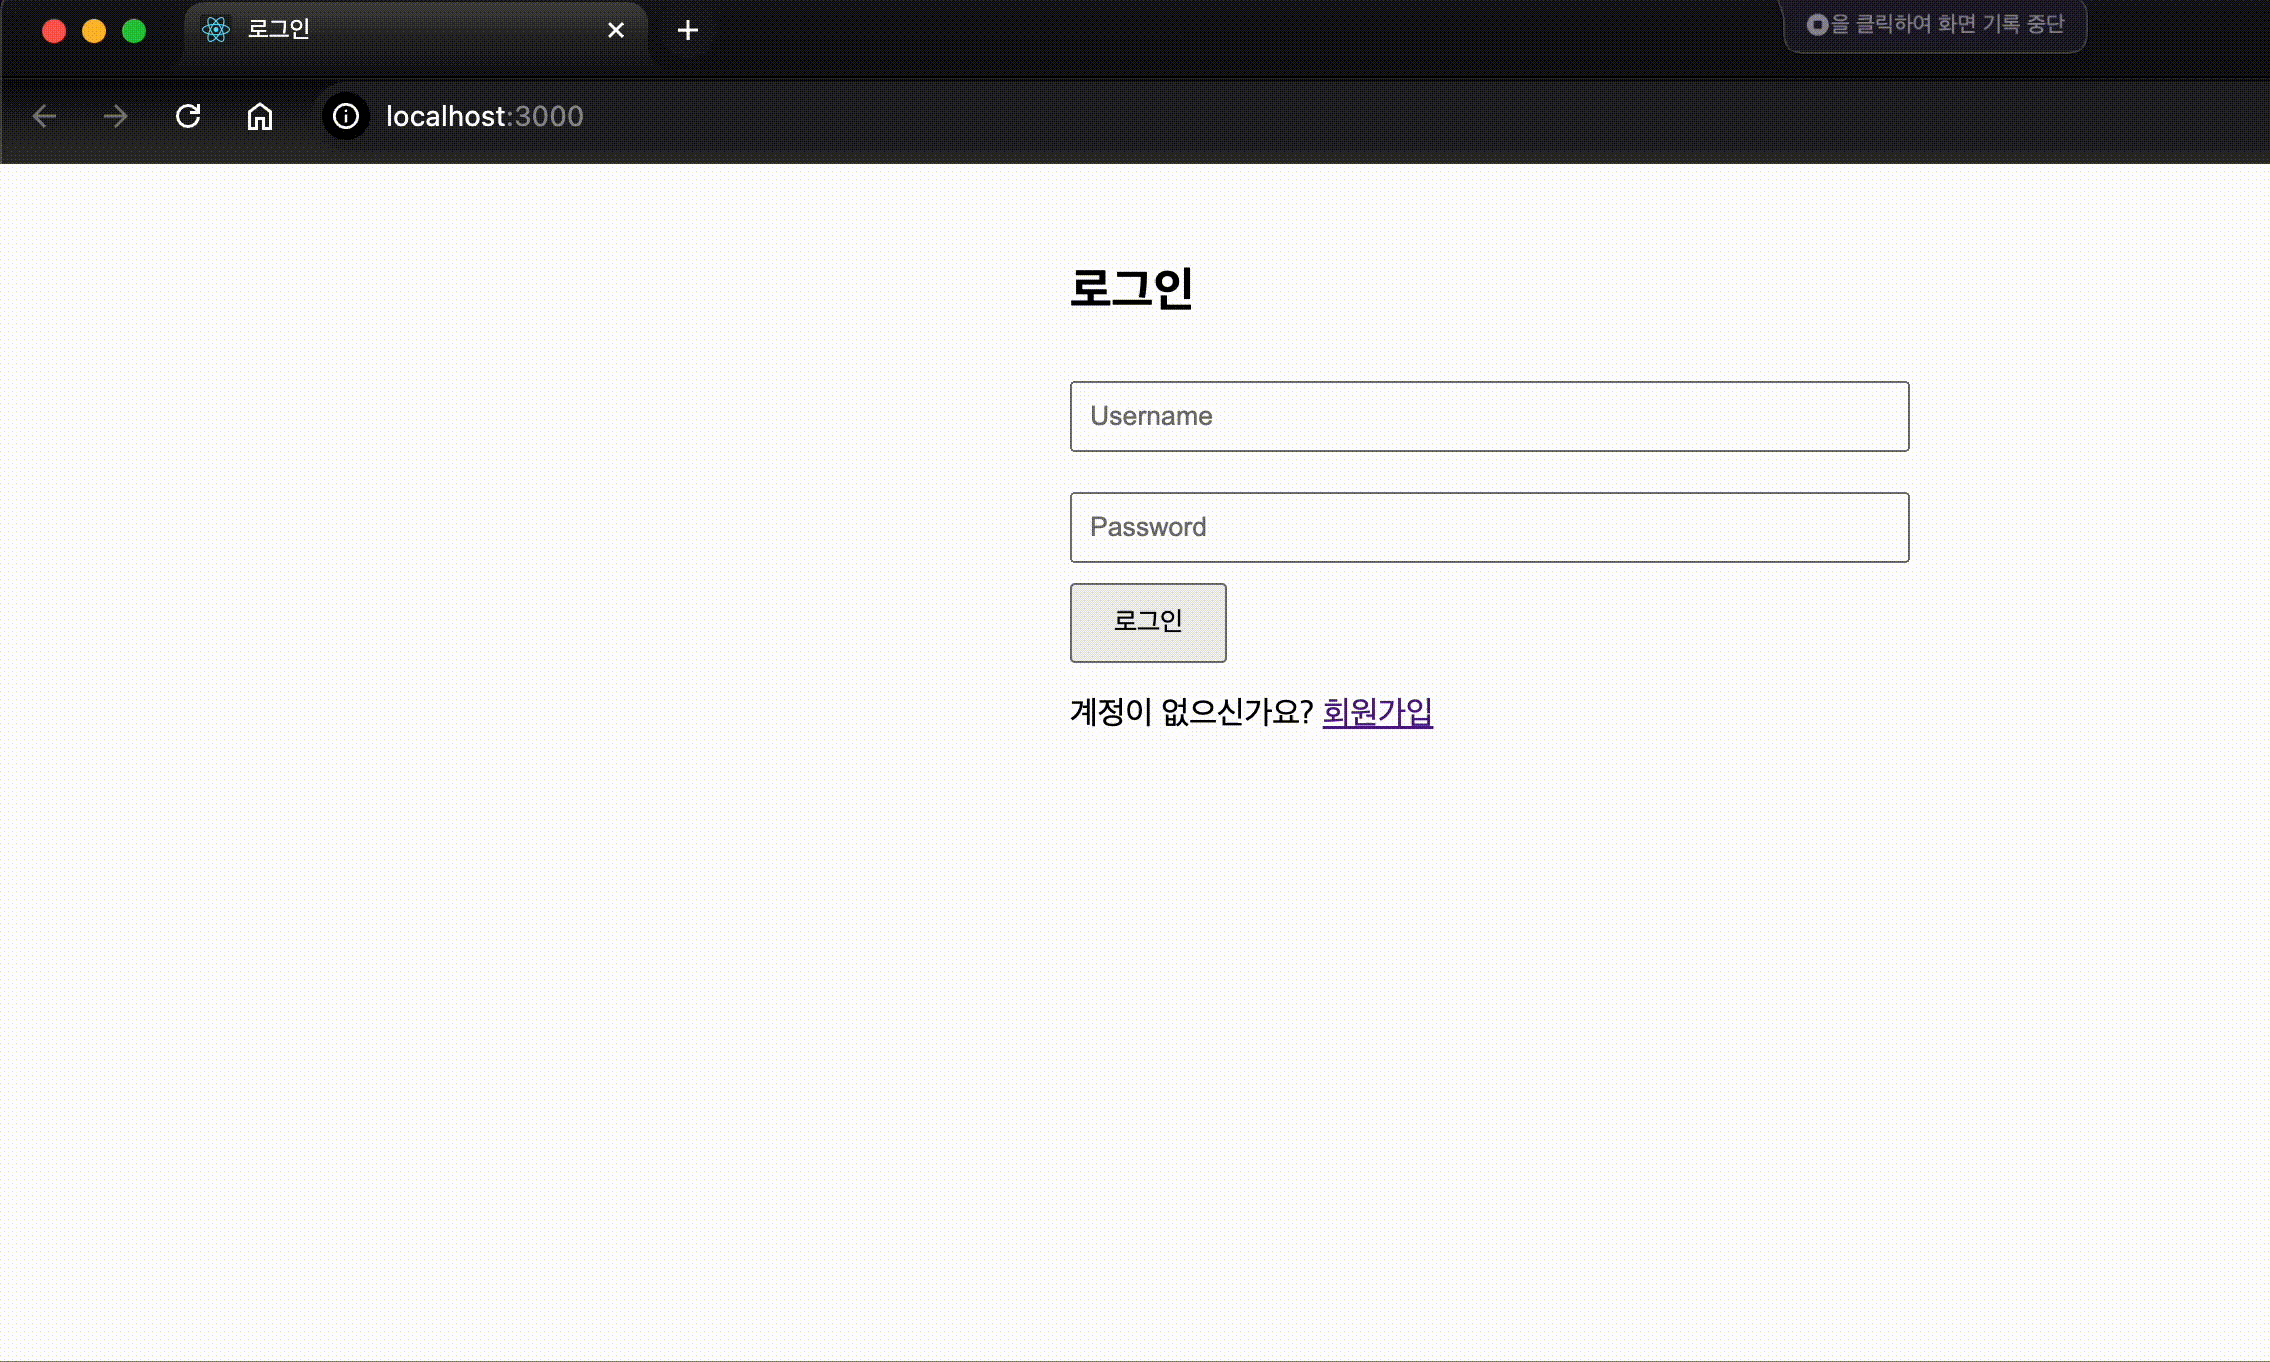 로그인
을 클릭하여 화면 기록 중단
localhost:3000
로그인
Username
Password
로그인
계정이 없으신가요? 회원가입